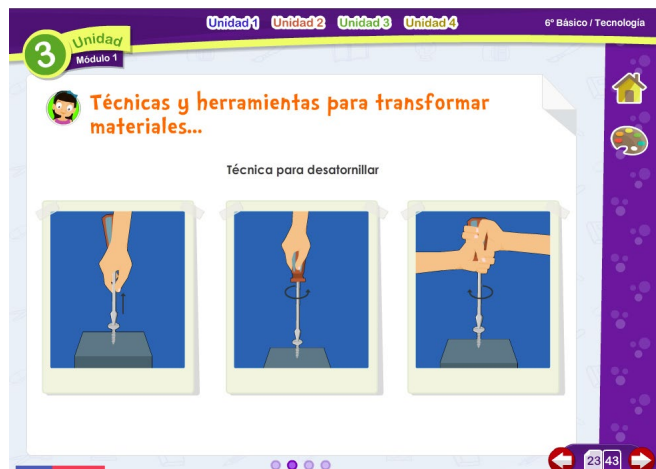 Unidad 1 Unidad 2 Unidad 3 Unidad 4
6º Básico / Tecnología
3 Unidad
Módulo 1
Técnicas y herramientas para transformar
materiales...
Técnica para desatornillar
23 43